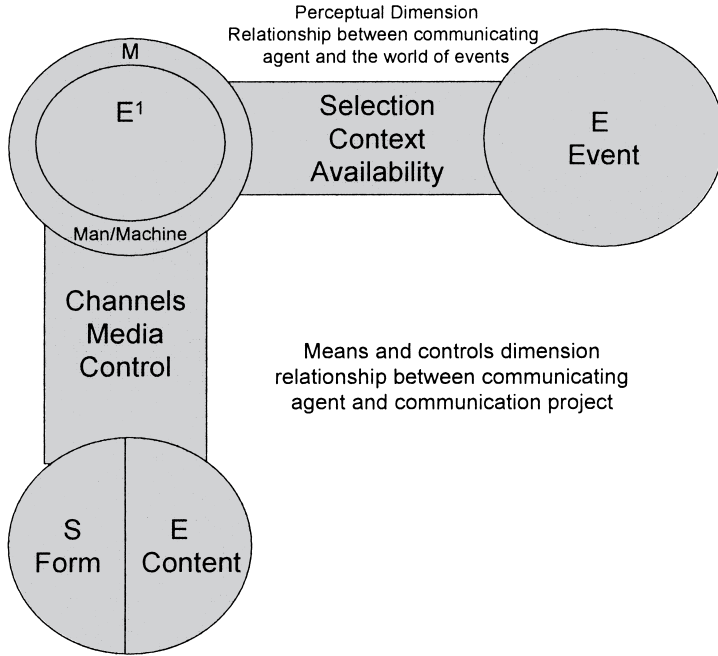 Perceptual Dimension
Relationship between communicating
agent and the world of events
M
E¹
Man/Machine
Selection
Context
Availability
E
Event
Channels
Media
Control
Means and controls dimension
relationship between communicating
agent and communication project
S
Form
E
Content